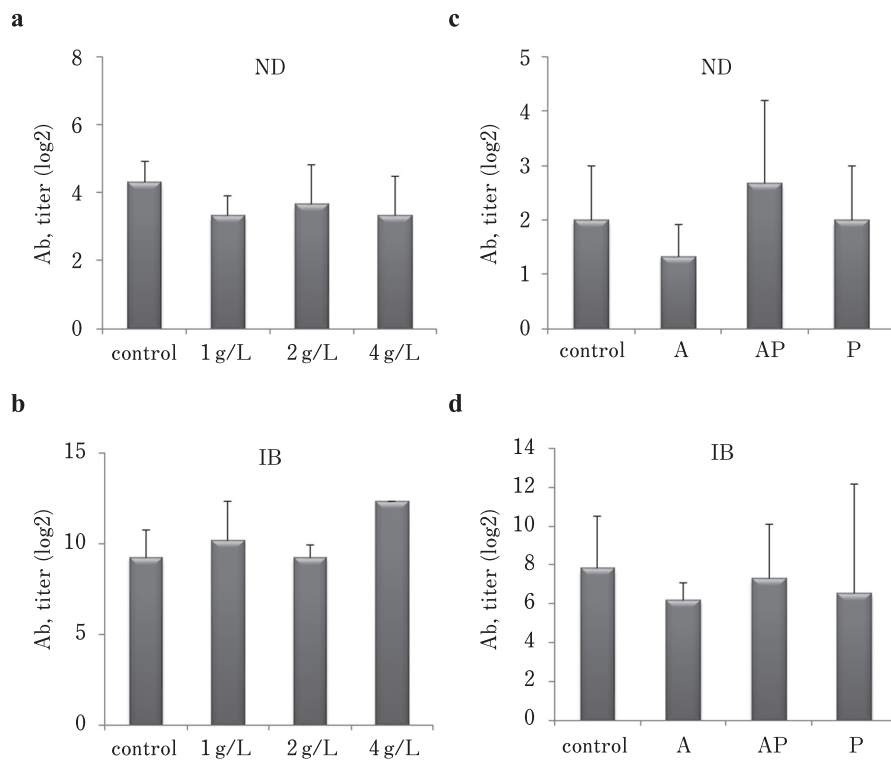 a
ND
Ab, titer (log2)
8
6
4
2
0
control 1 g/L 2 g/L 4 g/L
c
ND
Ab, titer (log2)
5
4
3
2
1
0
control A AP P
b
IB
Ab, titer (log2)
15
10
5
0
control 1 g/L 2 g/L 4 g/L
d
IB
Ab, titer (log2)
14
12
10
8
6
4
2
0
control A AP P